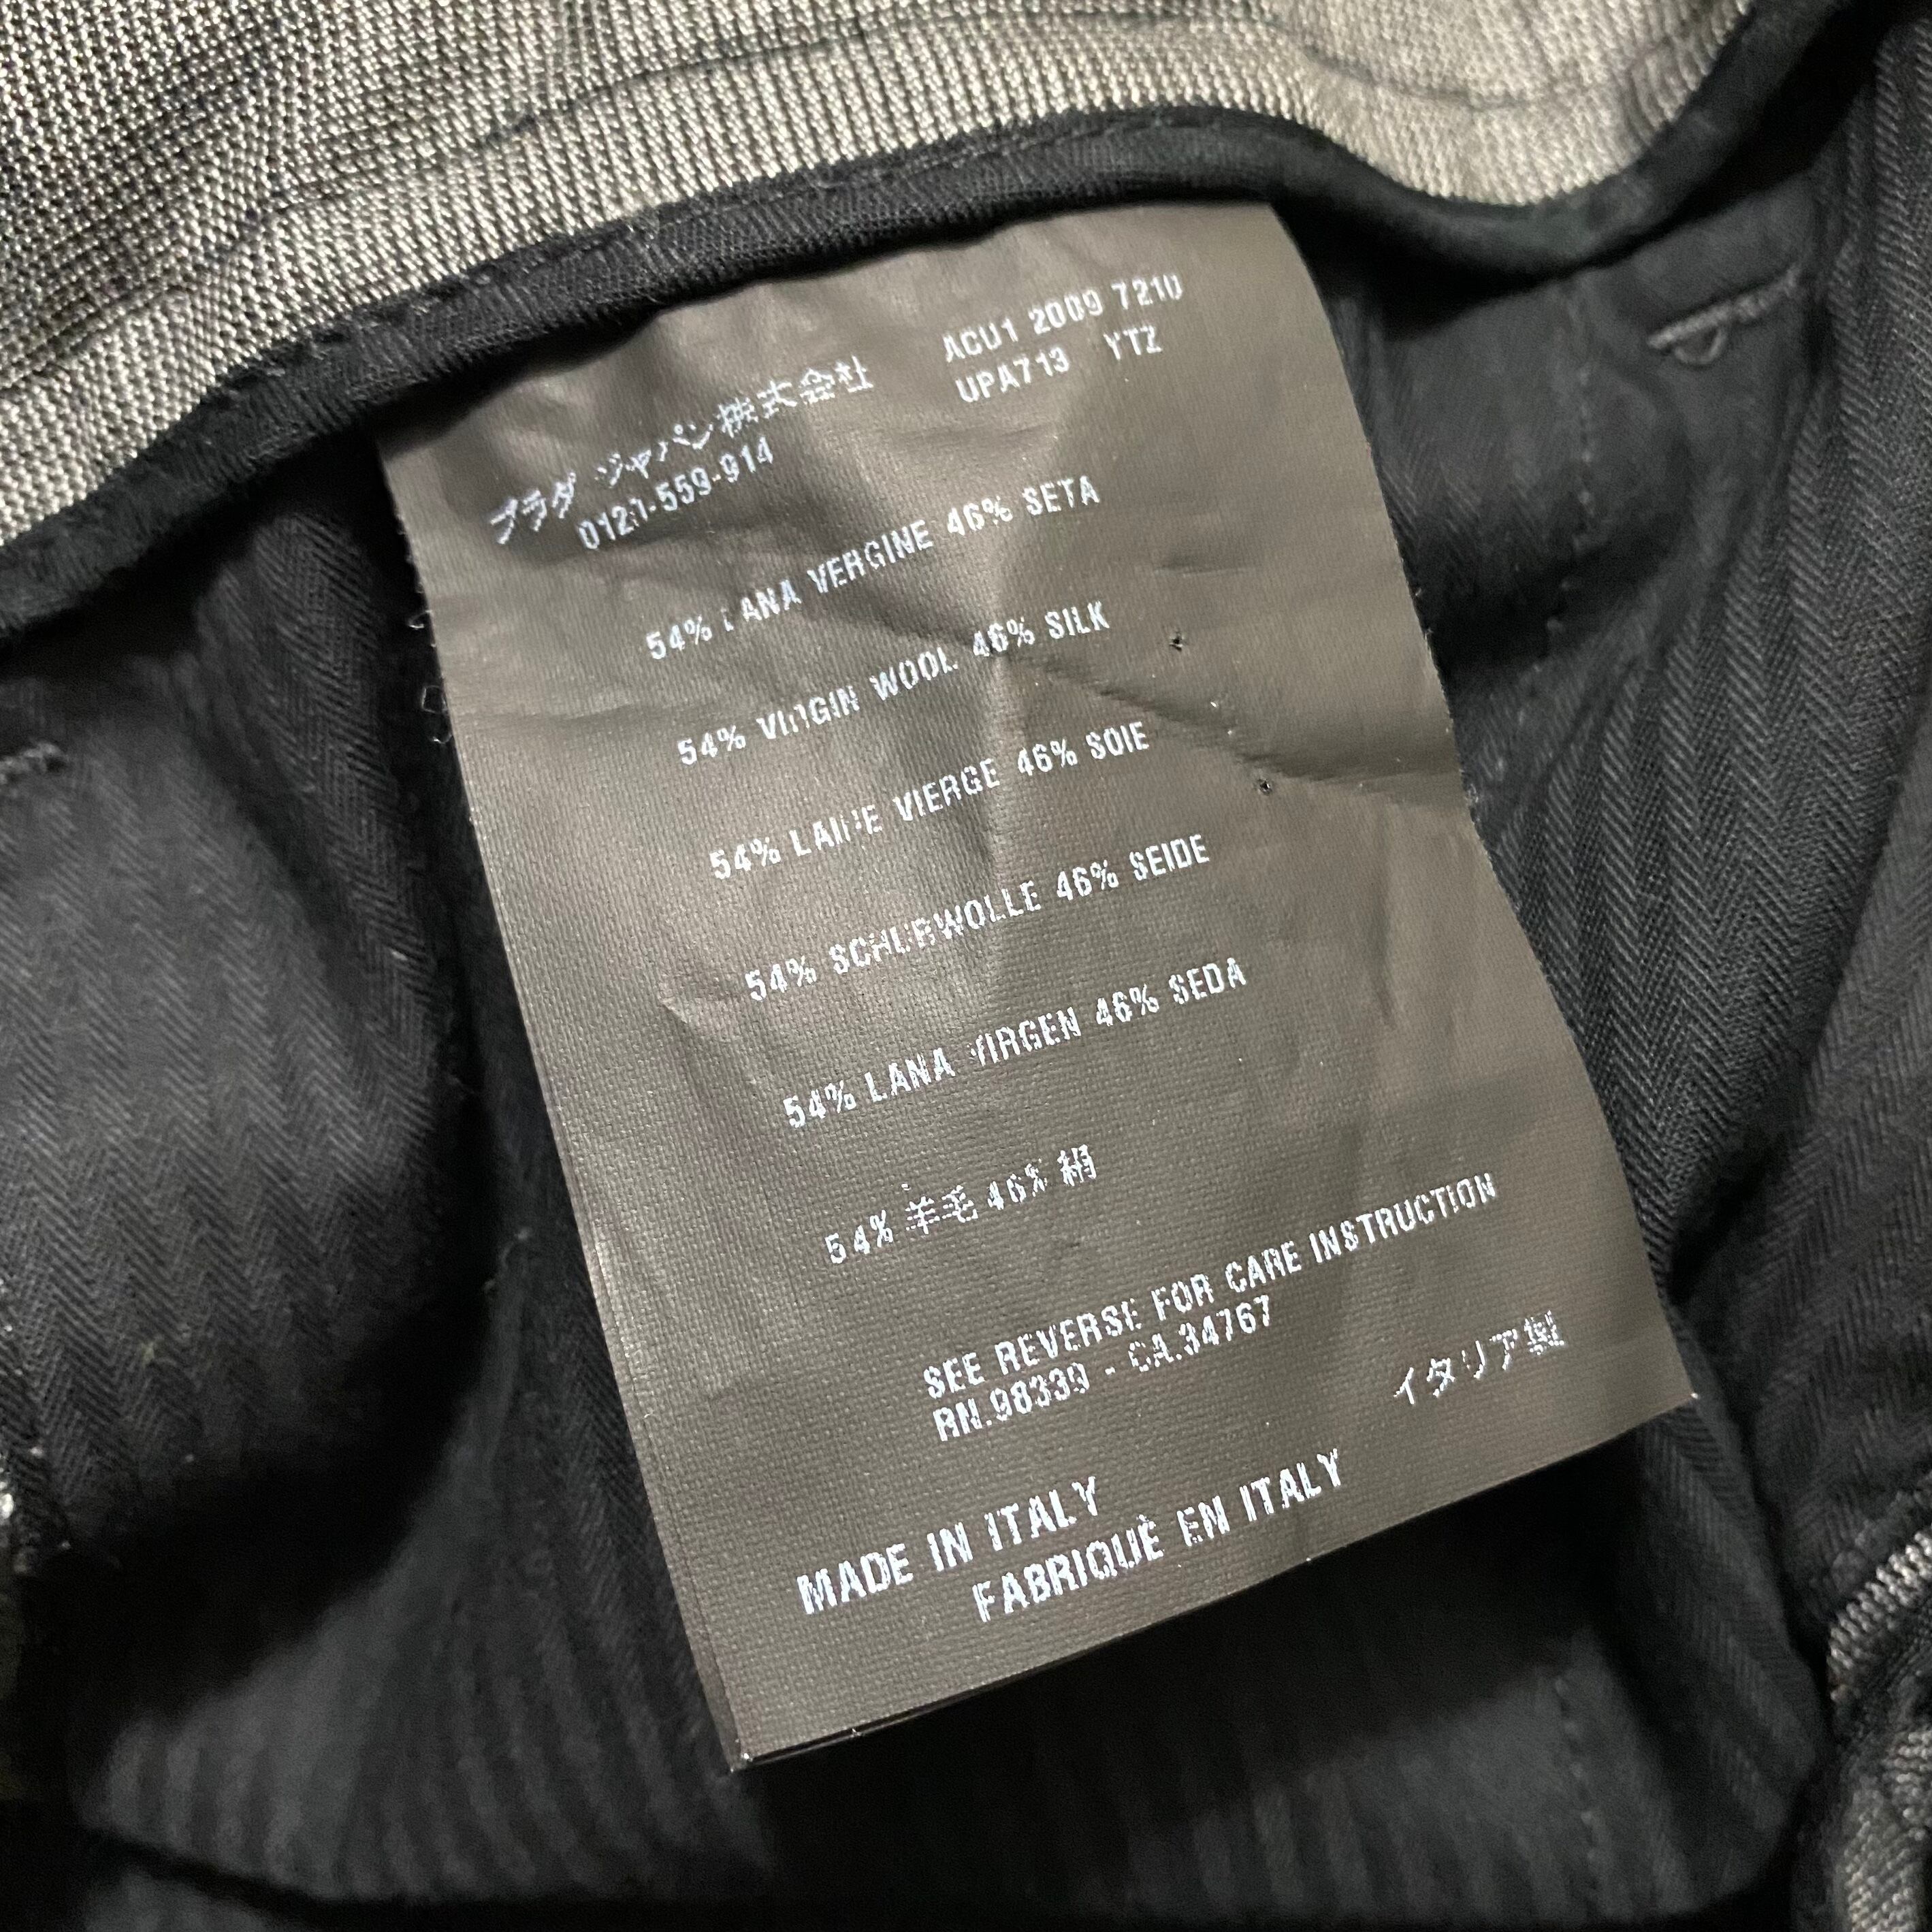 プラダ ジャパン株式会社
0120-559-914
ACU1 2009 7210
UPA713 YTZ
54% LANA VERGINE 46% SETA
54% VIRGIN WOOL 46% SILK
54% LAINE VIERGE 46% SOIE
54% SCHURWOLLE 46% SEIDE
54% LANA VIRGEN 46% SEDA
54% 羊毛 46% 絹
SEE REVERSE FOR CARE INSTRUCTION
RN.98339 - CA.34767
イタリア製
MADE IN ITALY
FABRIQUÈ EN ITALY